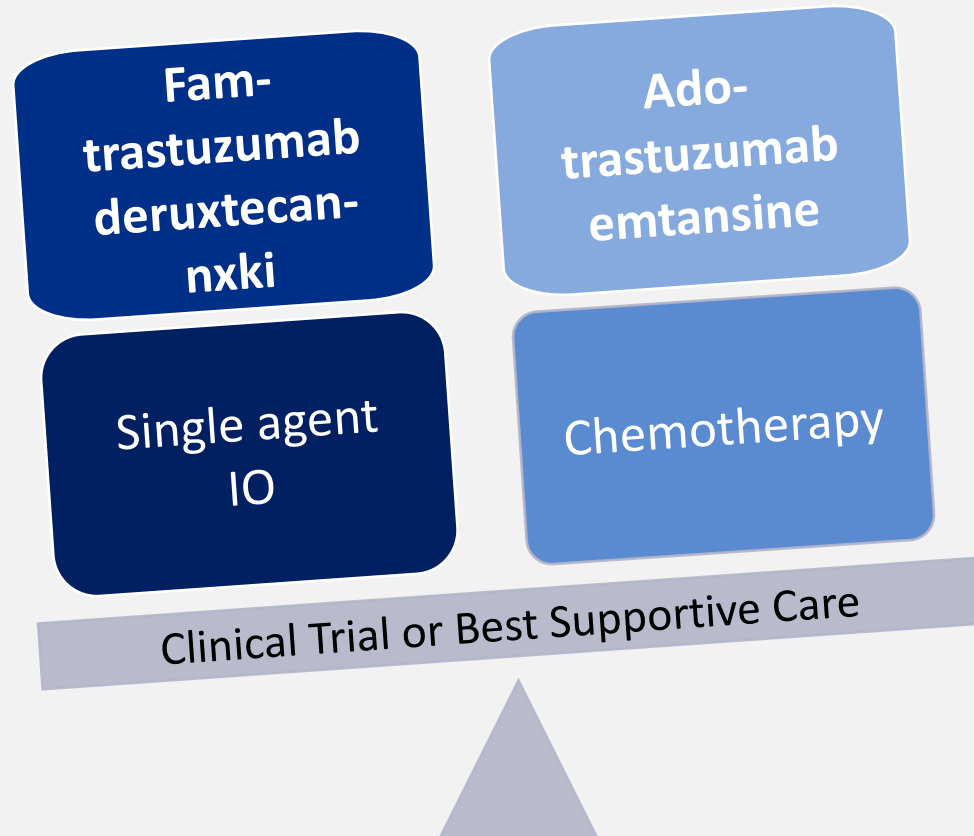 Fam-
trastuzumab
deruxtecan-
nxki
Ado-
trastuzumab
emtansine
Single agent
IO
Chemotherapy
Clinical Trial or Best Supportive Care